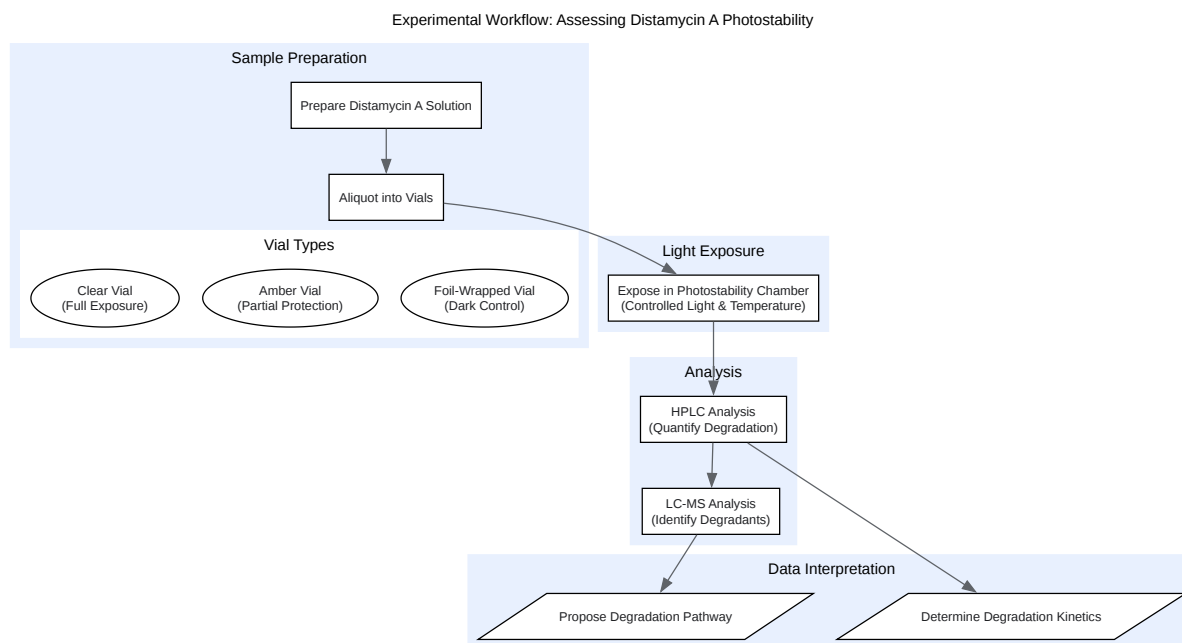 Experimental Workflow: Assessing Distamycin A Photostability
Sample Preparation
Prepare Distamycin A Solution
Aliquot into Vials
Vial Types
Clear Vial
(Full Exposure)
Amber Vial
(Partial Protection)
Foil-Wrapped Vial
(Dark Control)
Light Exposure
Expose in Photostability Chamber
(Controlled Light & Temperature)
Analysis
HPLC Analysis
(Quantify Degradation)
LC-MS Analysis
(Identify Degradants)
Data Interpretation
Propose Degradation Pathway
Determine Degradation Kinetics